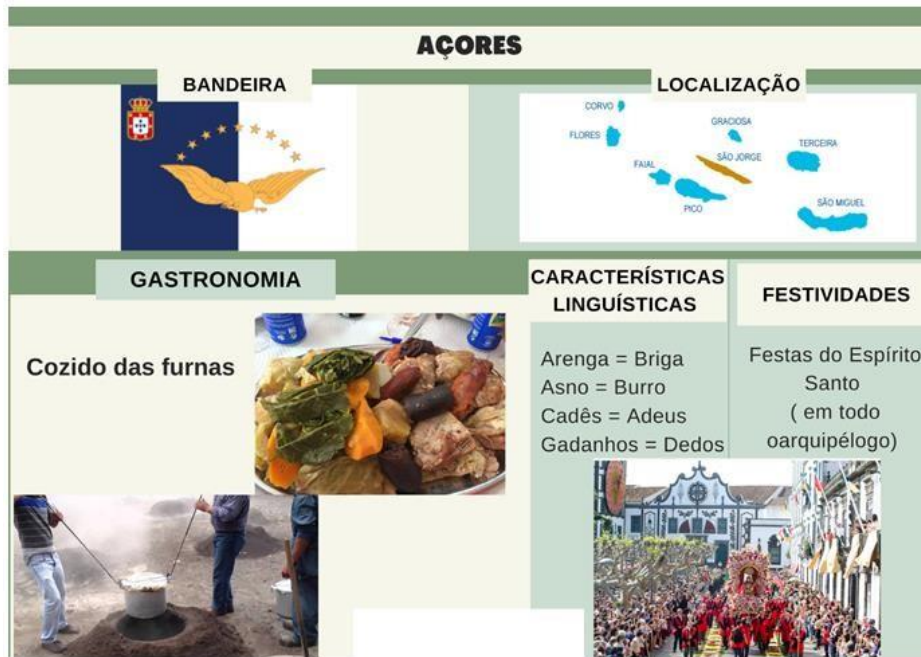 AÇORES
BANDEIRA
LOCALIZAÇÃO
CORVO
FLORES
GRACIOSA
TERCEIRA
SÃO JORGE
FAIAL
PICO
SÃO MIGUEL
GASTRONOMIA
Cozido das furnas
CARACTERÍSTICAS
LINGUÍSTICAS
Arenga = Briga
Asno = Burro
Cadês = Adeus
Gadanhos = Dedos
FESTIVIDADES
Festas do Espírito
Santo
( em todo
oarquipélogo)